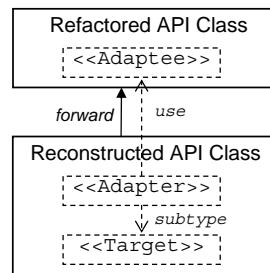 Refactored API Class
<<Adaptee>>
forward
use
Reconstructed API Class
<<Adapter>>
subtype
<<Target>>